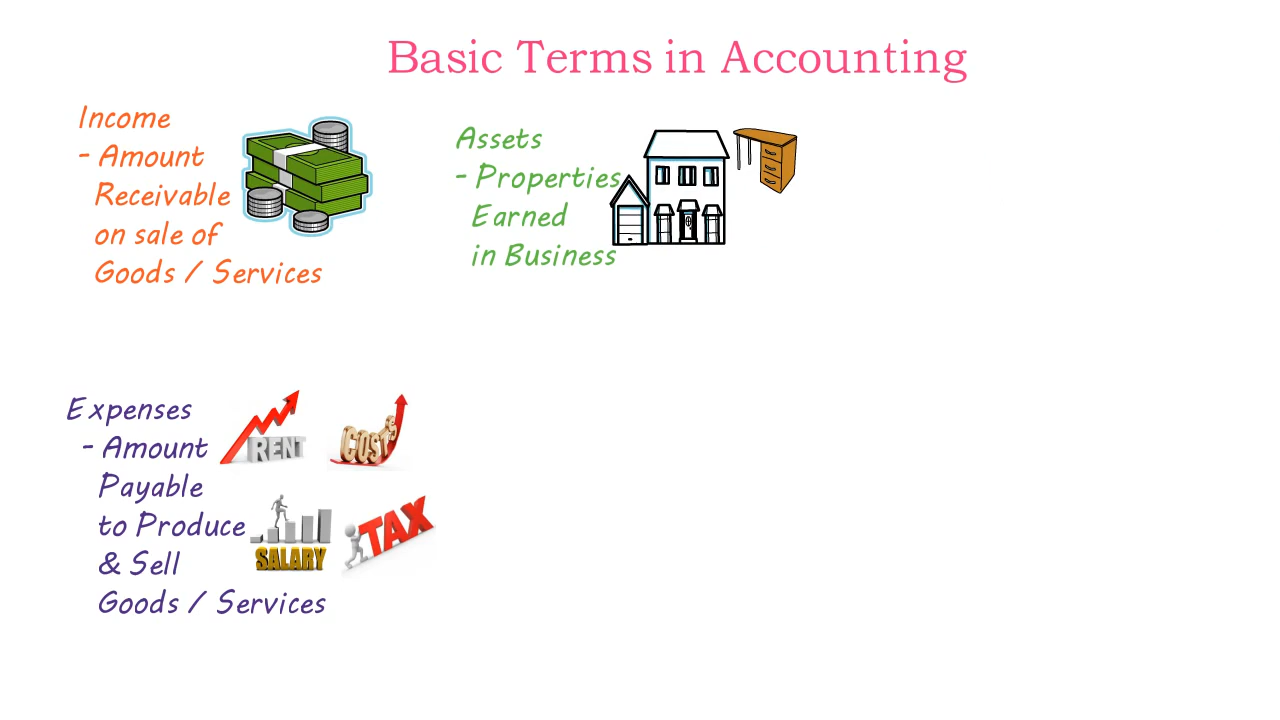 Basic Terms in Accounting
Income
- Amount
Receivable
on sale of
Goods / Services
Assets
- Properties
Earned
in Business
Expenses
- Amount
Payable
to Produce
& Sell
Goods / Services
RENT
COSTS
SALARY
TAX